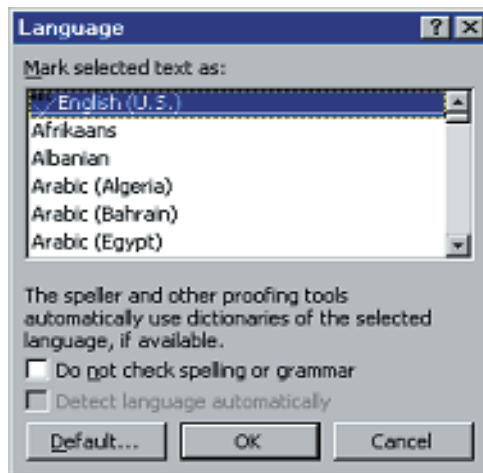 Language
Mark selected text as:
English (U.S.)
Afrikaans
Albanian
Arabic (Algeria)
Arabic (Bahrain)
Arabic (Egypt)
The speller and other proofing tools
automatically use dictionaries of the selected
language, if available.
Do not check spelling or grammar
Detect language automatically
Default... OK Cancel